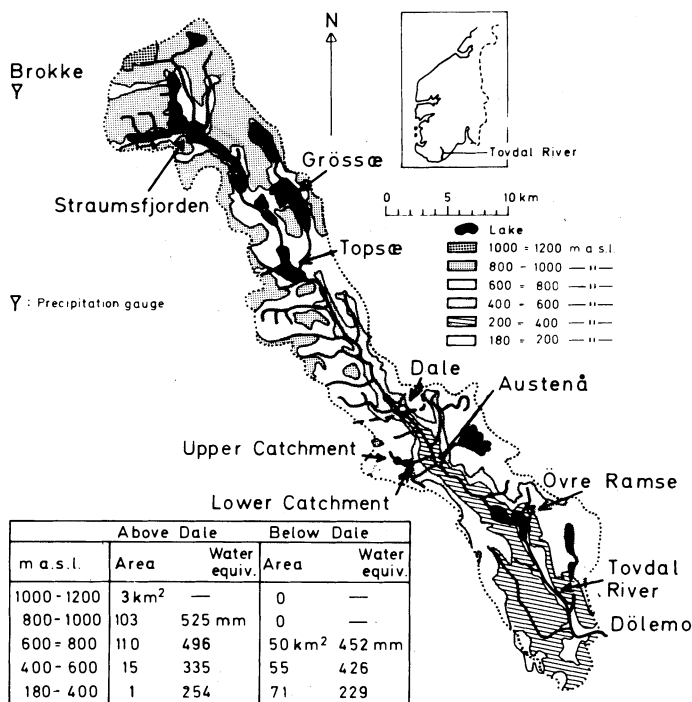 N
Brokke
Tovdal River
Grössæ
Straumsfjorden
0 5 10 km
Lake
Topsæ
1000 = 1200 m a.s.l.
800 - 1000 — " —
600 = 800 — " —
400 = 600 — " —
200 = 400 — " —
180 = 200 — " —
: Precipitation gauge
Dale
Austenå
Upper Catchment
Lower Catchment
Övre Ramse
Tovdal
River
Dölemo
Above Dale Below Dale
m a.s.l. Area Water equiv. Area Water equiv.
1000 - 1200 3 km² — 0 —
800 - 1000 103 525 mm 0 —
600 = 800 110 496 50 km² 452 mm
400 - 600 15 335 55 426
180 - 400 1 254 71 229